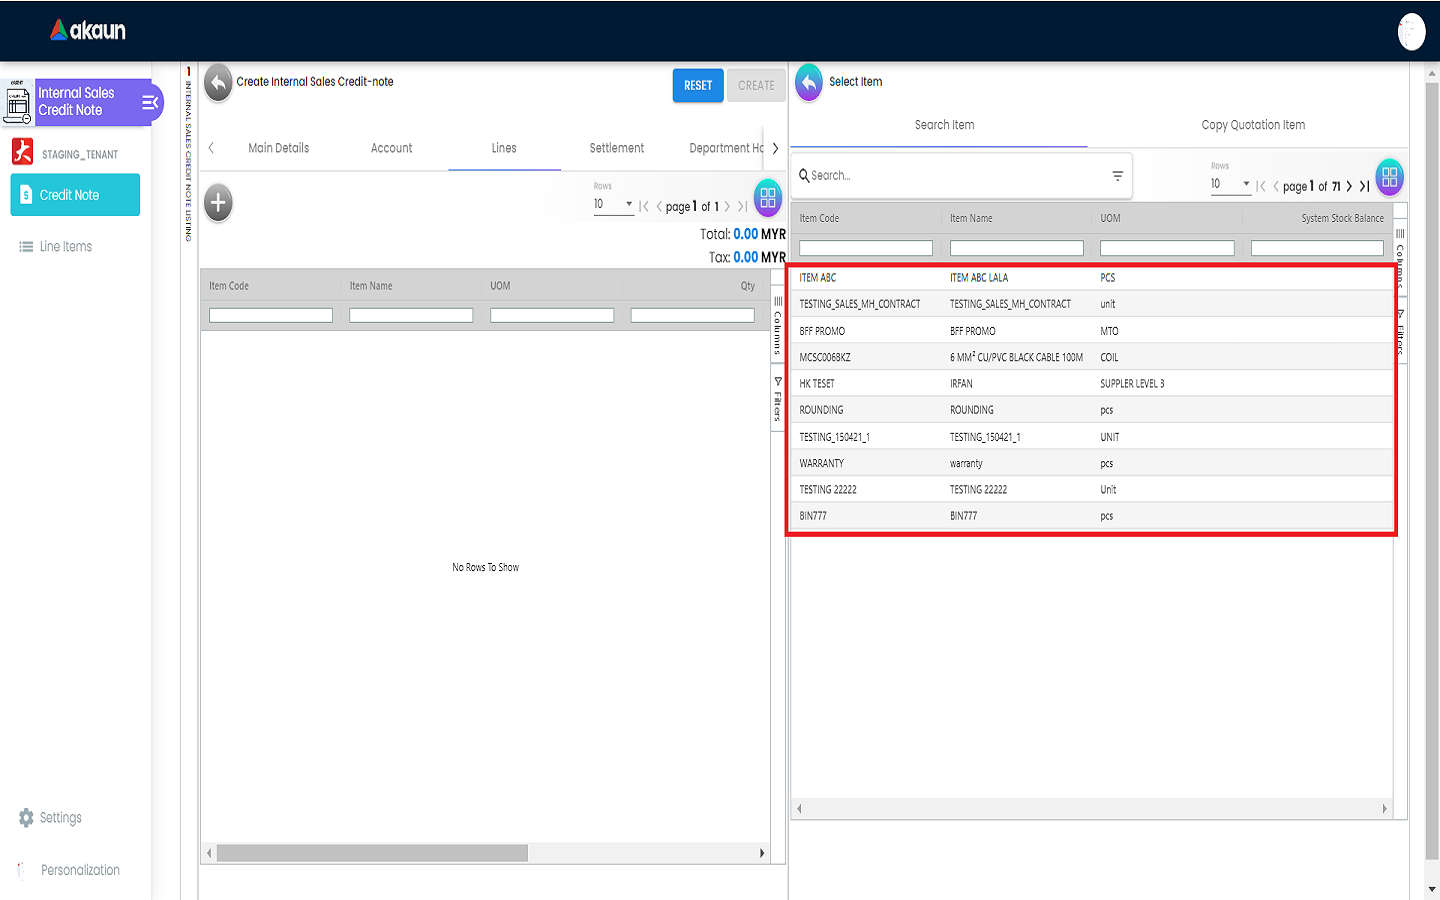 akaun
Internal Sales
Credit Note
STAGING_TENANT
Credit Note
Line Items
Settings
Personalization
1 INTERNAL SALES CREDIT NOTE LISTING
Create Internal Sales Credit-note
RESET
CREATE
Main Details
Account
Lines
Settlement
Department Ho
Rows
10
page 1 of 1
Total: 0.00 MYR
Tax: 0.00 MYR
Item Code
Item Name
UOM
Qty
Columns
Filters
No Rows To Show
Select Item
Search Item
Copy Quotation Item
Search...
Rows
10
page 1 of 71
Item Code
Item Name
UOM
System Stock Balance
ITEM ABC
ITEM ABC LALA
PCS
TESTING_SALES_MH_CONTRACT
TESTING_SALES_MH_CONTRACT
unit
BFF PROMO
BFF PROMO
MTO
MCSC0068KZ
6 MM² CU/PVC BLACK CABLE 100M
COIL
HK TESET
IRFAN
SUPPLER LEVEL 3
ROUNDING
ROUNDING
pcs
TESTING_150421_1
TESTING_150421_1
UNIT
WARRANTY
warranty
pcs
TESTING 22222
TESTING 22222
Unit
BIN777
BIN777
pcs
Columns
Filters